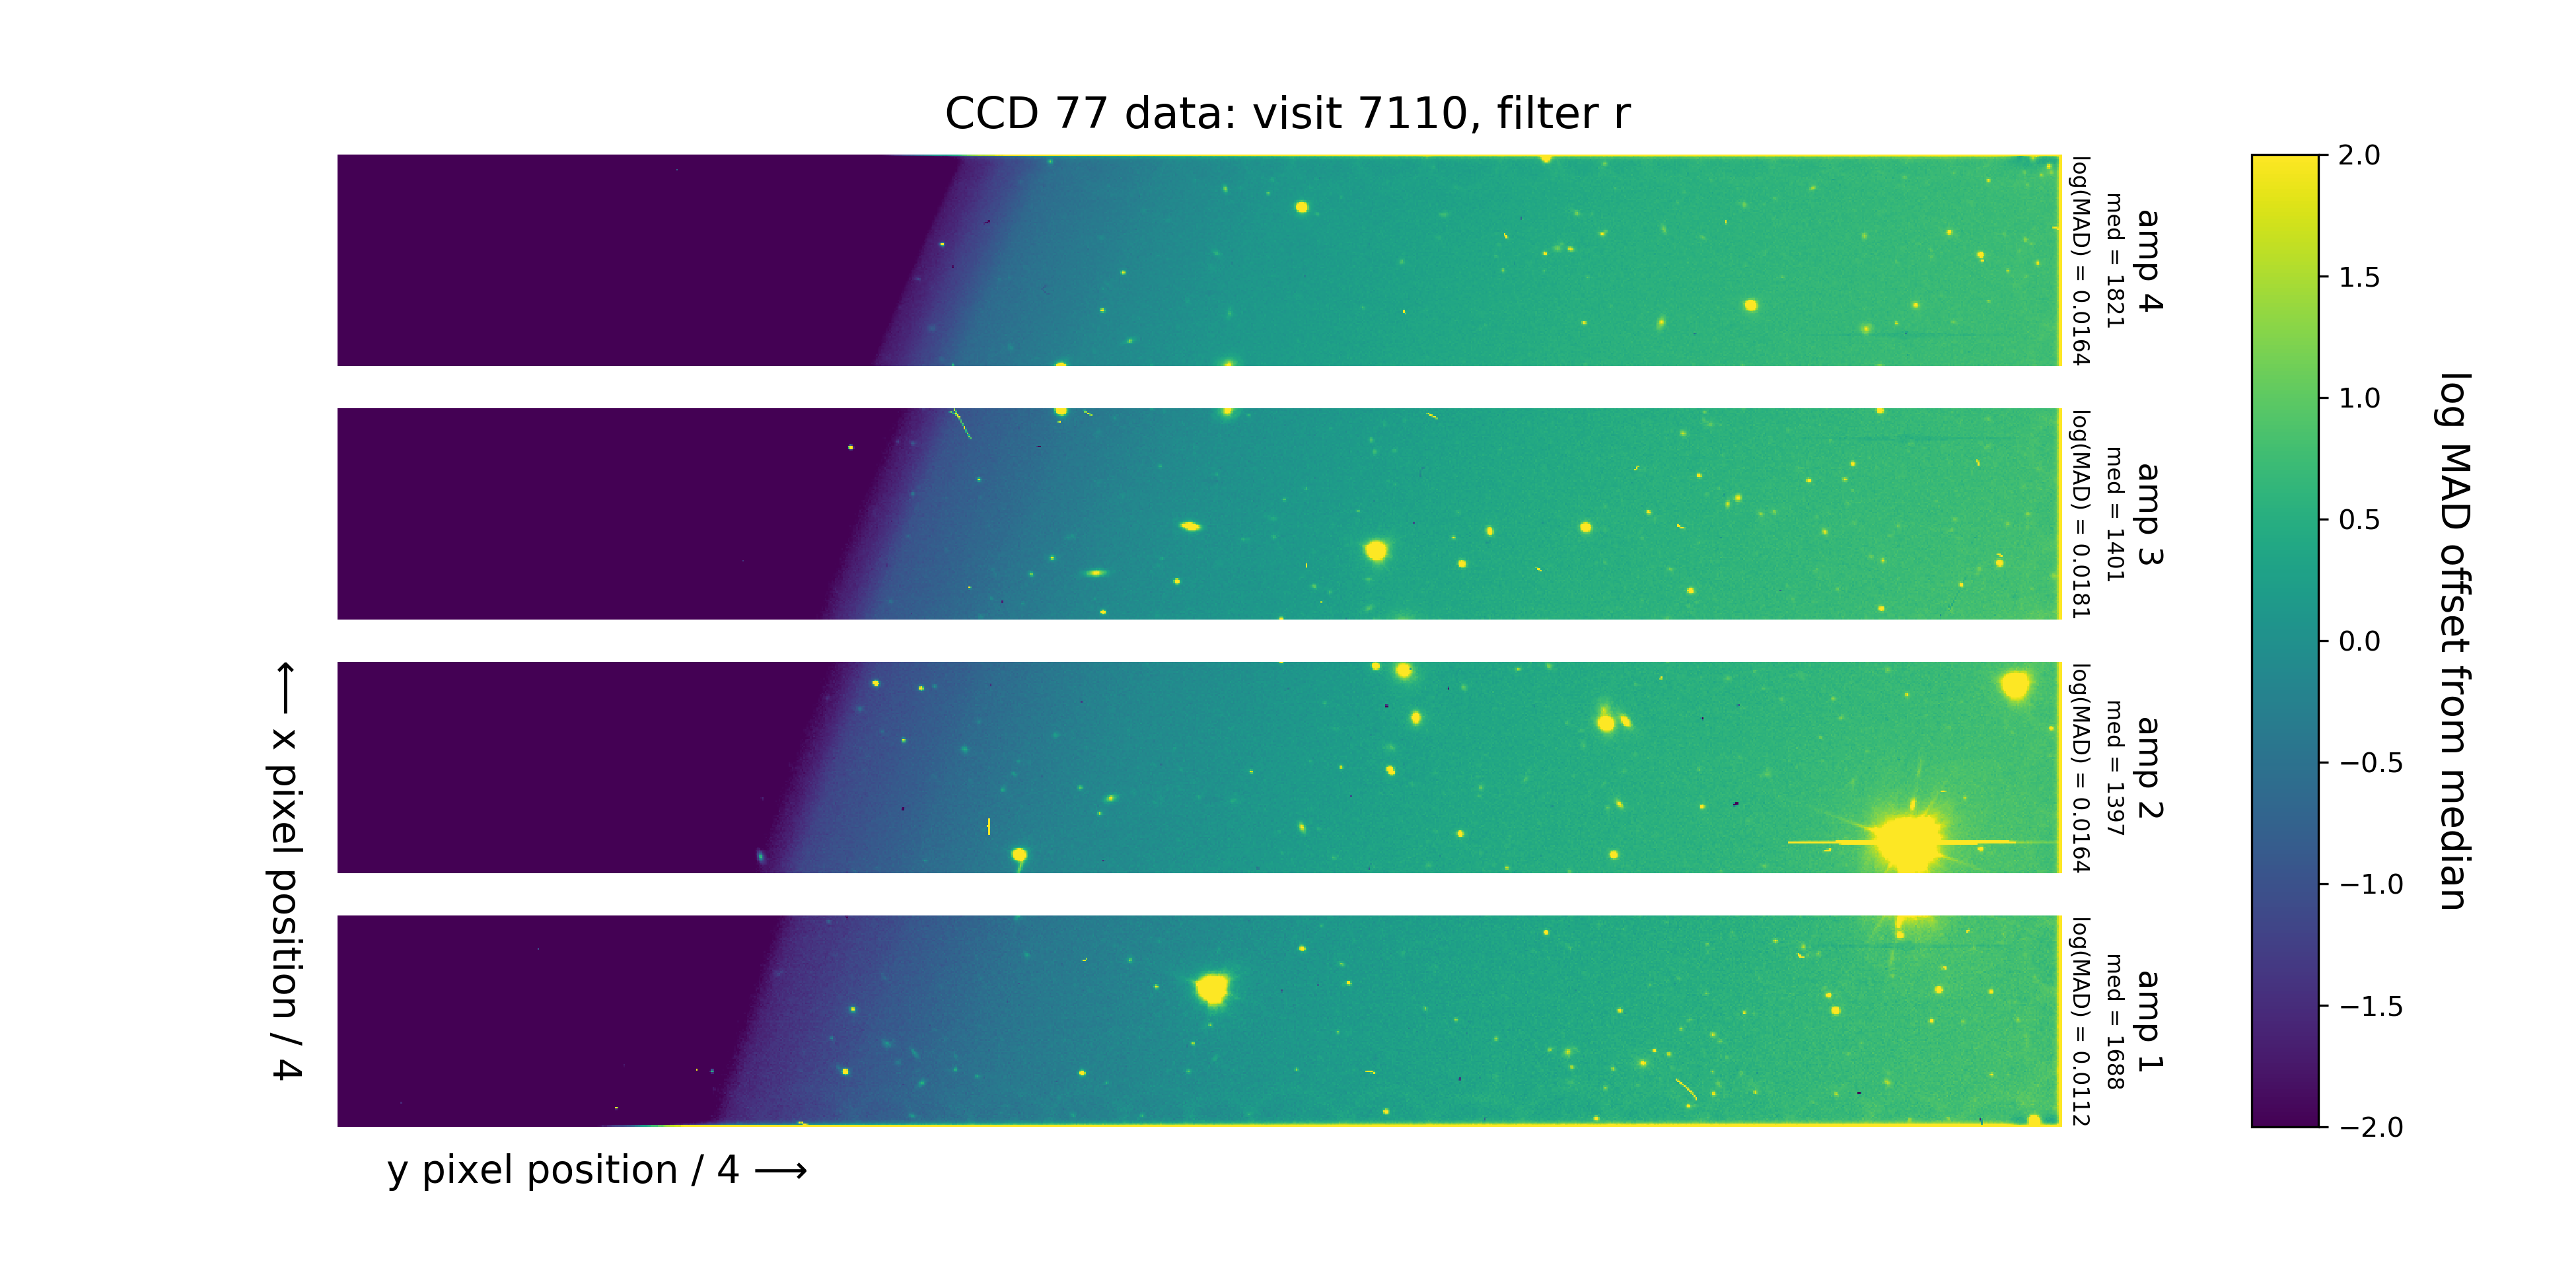 CCD 77 data: visit 7110, filter r
amp 4
med = 1821
log(MAD) = 0.0164
amp 3
med = 1401
log(MAD) = 0.0181
amp 2
med = 1397
log(MAD) = 0.0164
amp 1
med = 1688
log(MAD) = 0.0112
⟵ x pixel position / 4
y pixel position / 4 ⟶
2.0
1.5
1.0
0.5
0.0
−0.5
−1.0
−1.5
−2.0
log MAD offset from median